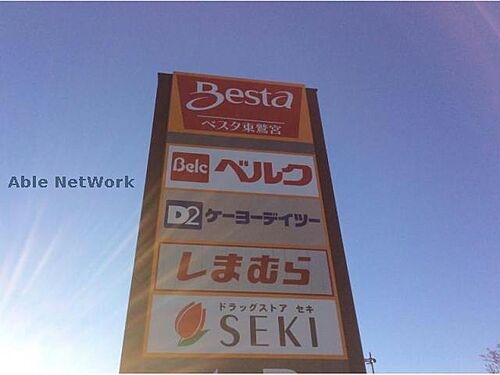 Besta
ベスタ東鷲宮
Belc ベルク
Able NetWork
D2 ケーヨーデイツー
しまむら
ドラッグストア セキ
SEKI